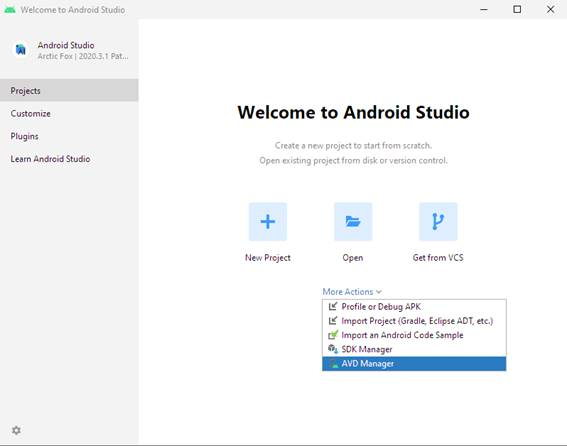 Welcome to Android Studio
Android Studio
Arctic Fox | 2020.3.1 Pat...
Projects
Customize
Plugins
Learn Android Studio
Welcome to Android Studio
Create a new project to start from scratch.
Open existing project from disk or version control.
New Project
Open
Get from VCS
More Actions
Profile or Debug APK
Import Project (Gradle, Eclipse ADT, etc.)
Import an Android Code Sample
SDK Manager
AVD Manager